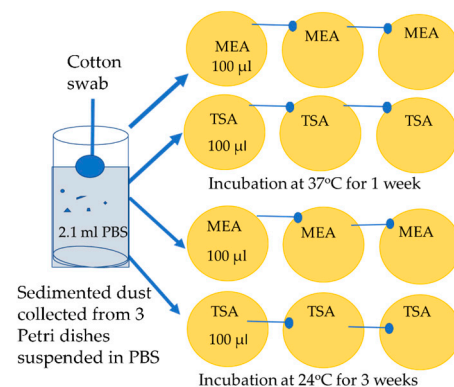 Cotton
swab
MEA
100 µl
MEA
MEA
TSA
100 µl
TSA
TSA
Incubation at 37ºC for 1 week
2.1 ml PBS
MEA
100 µl
MEA
MEA
Sedimented dust
collected from 3
Petri dishes
suspended in PBS
TSA
100 µl
TSA
TSA
Incubation at 24ºC for 3 weeks